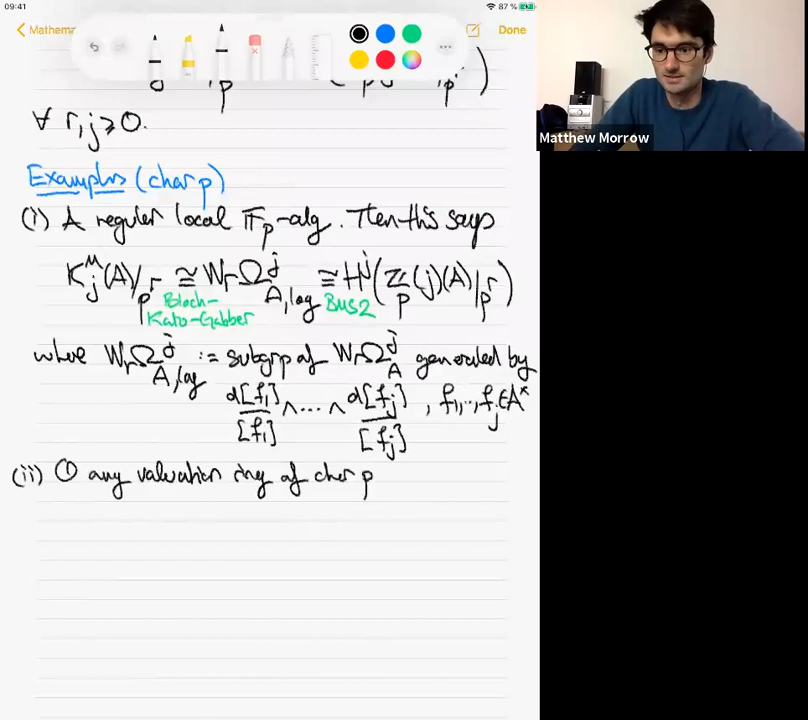 09:41
87 %
Mathema
Done
Matthew Morrow
∀ r, j ≥ 0.
Examples (char p)
(i) A regular local 𝔽_p-alg. Then this says
K_j^M(A)/p^r ≅ W_rΩ^j_{A,log} ≅ H^j(ℤ_p(j)(A)/p^r)
Bloch-Kato-Gabber
BMS2
where W_rΩ^j_{A,log} := subgrp of W_rΩ^j_A generated by
d[f_1]/[f_1] ∧ ... ∧ d[f_j]/[f_j] , f_1,..,f_j ∈ A^×
(ii) O any valuation ring of char p